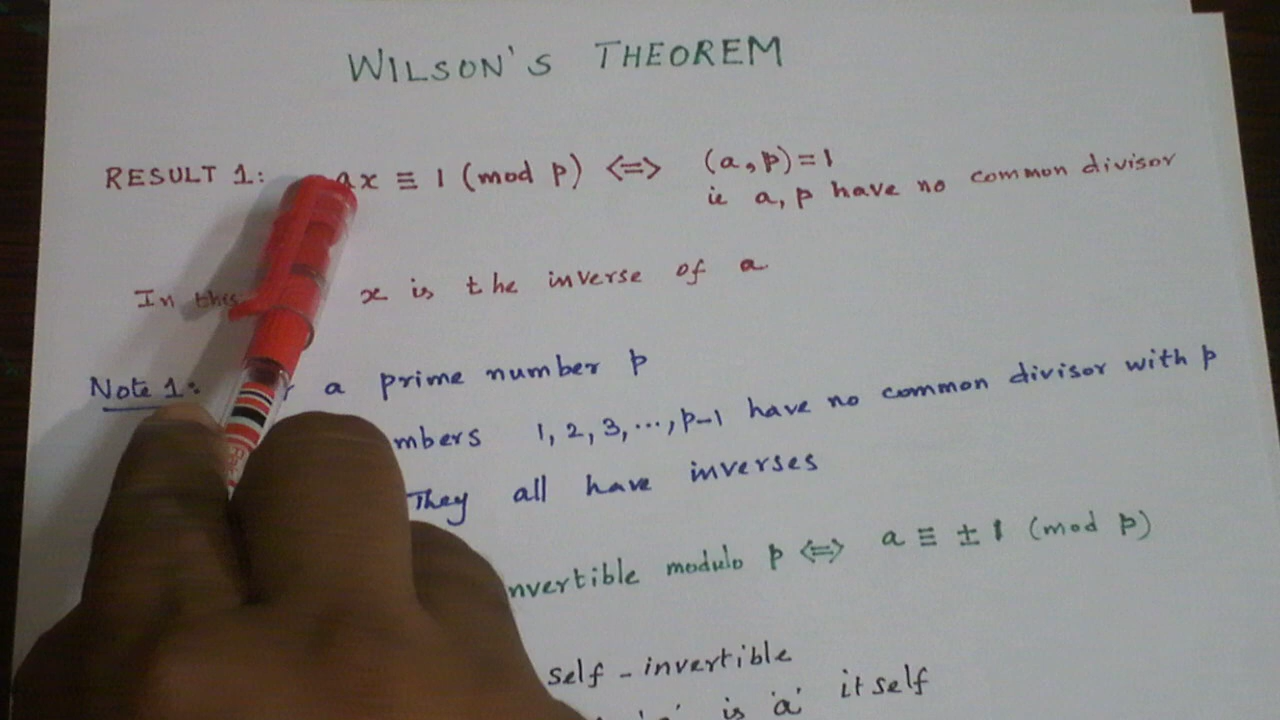 WILSON'S THEOREM
RESULT 1: ax ≡ 1 (mod p) <=> (a, p) = 1
ie a, p have no common divisor
In this x is the inverse of a.
Note 1: a prime number p
mbers 1, 2, 3, ..., p-1 have no common divisor with p
They all have inverses
nvertible modulo p <=> a ≡ ± 1 (mod p)
self-invertible
is 'a' itself